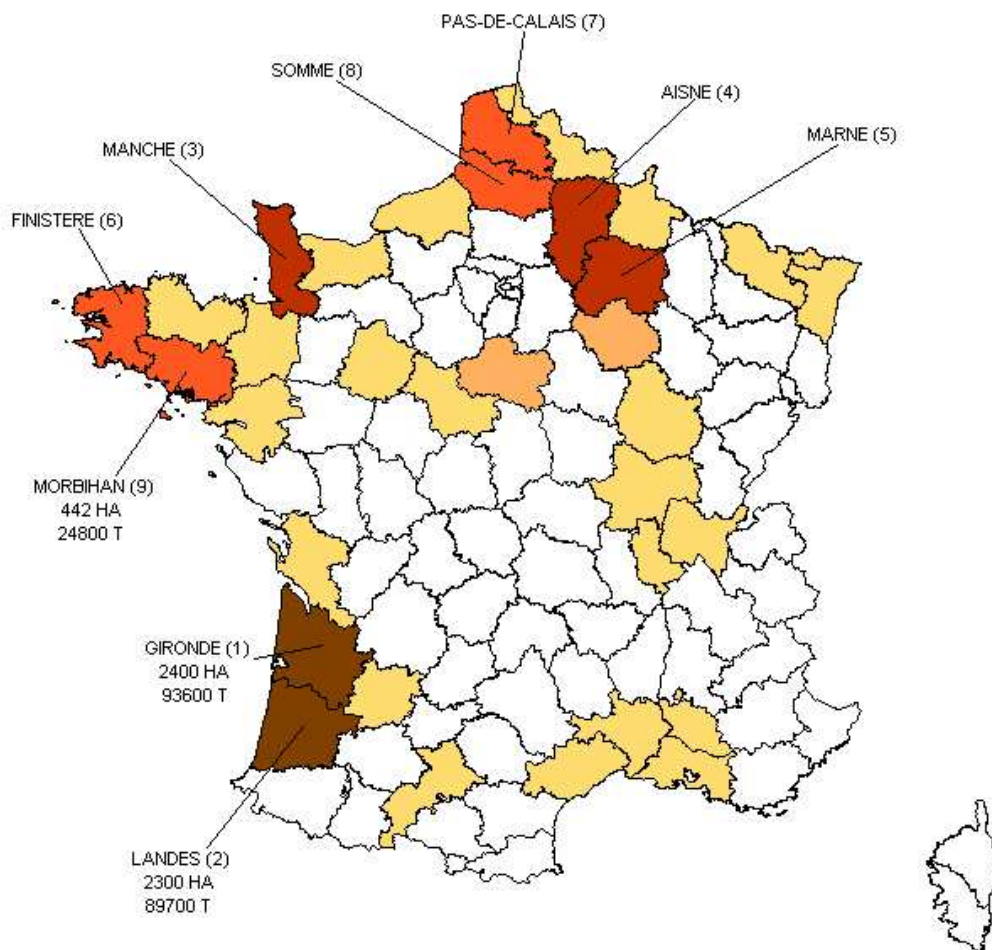 PAS-DE-CALAIS (7)
SOMME (8)
AISNE (4)
MARNE (5)
MANCHE (3)
FINISTERE (6)
MORBIHAN (9)
442 HA
24800 T
GIRONDE (1)
2400 HA
93600 T
LANDES (2)
2300 HA
89700 T